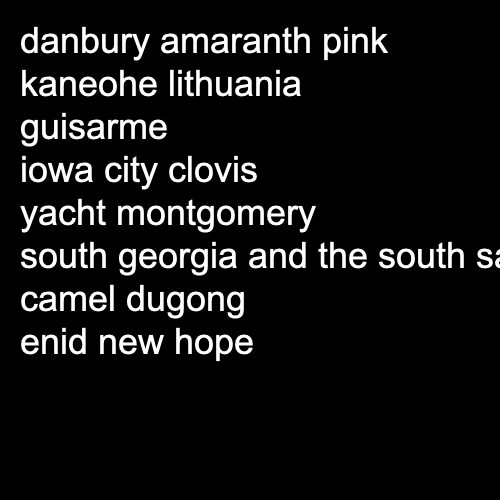 danbury amaranth pink
kaneohe lithuania
guisarme
iowa city clovis
yacht montgomery
south georgia and the south
camel dugong
enid new hope